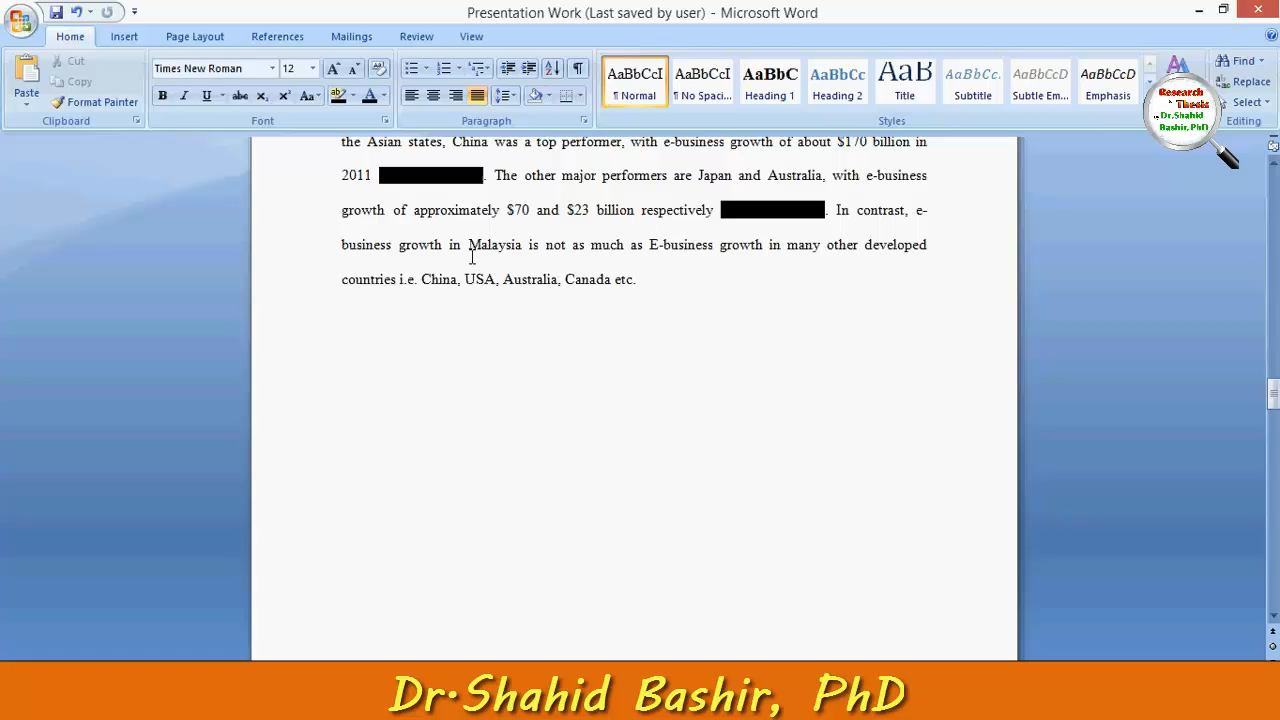 Presentation Work (Last saved by user) - Microsoft Word
Home Insert Page Layout References Mailings Review View
Cut
Copy
Format Painter
Paste
Clipboard
Times New Roman 12
B I U abc x₂ x² Aa
Font
Paragraph
AaBbCcI AaBbCcI AaBbC AaBbCc AaB AaBbCc. AaBbCcD AaBbCcD
¶ Normal ¶ No Spaci... Heading 1 Heading 2 Title Subtitle Subtle Em... Emphasis
Styles
Find
Replace
Select
Editing
Research
Thesis
Dr.Shahid
Bashir, PhD
the Asian states, China was a top performer, with e-business growth of about $170 billion in
2011 . The other major performers are Japan and Australia, with e-business
growth of approximately $70 and $23 billion respectively . In contrast, e-
business growth in Malaysia is not as much as E-business growth in many other developed
countries i.e. China, USA, Australia, Canada etc.
Dr.Shahid Bashir, PhD